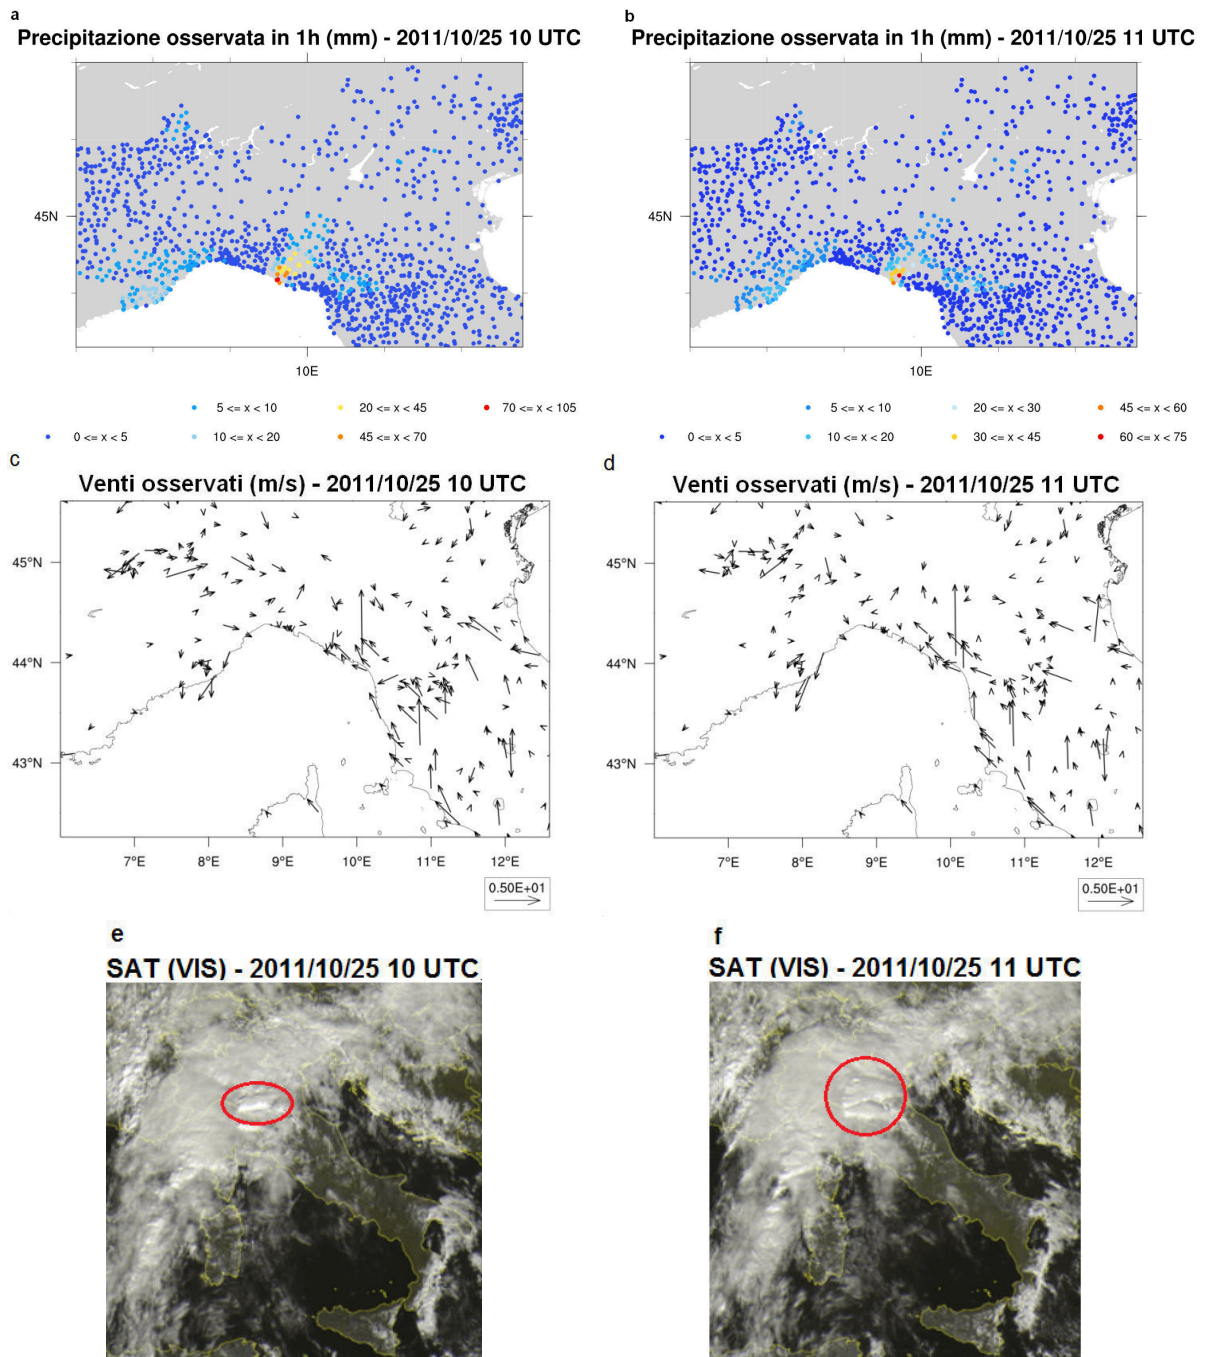 a
Precipitazione osservata in 1h (mm) - 2011/10/25 10 UTC
45N
10E
5 <= x < 10
20 <= x < 45
70 <= x < 105
0 <= x < 5
10 <= x < 20
45 <= x < 70
b
Precipitazione osservata in 1h (mm) - 2011/10/25 11 UTC
45N
10E
5 <= x < 10
20 <= x < 30
45 <= x < 60
0 <= x < 5
10 <= x < 20
30 <= x < 45
60 <= x < 75
c
Venti osservati (m/s) - 2011/10/25 10 UTC
45°N
44°N
43°N
7°E
8°E
9°E
10°E
11°E
12°E
0.50E+01
d
Venti osservati (m/s) - 2011/10/25 11 UTC
45°N
44°N
43°N
7°E
8°E
9°E
10°E
11°E
12°E
0.50E+01
e
SAT (VIS) - 2011/10/25 10 UTC
f
SAT (VIS) - 2011/10/25 11 UTC